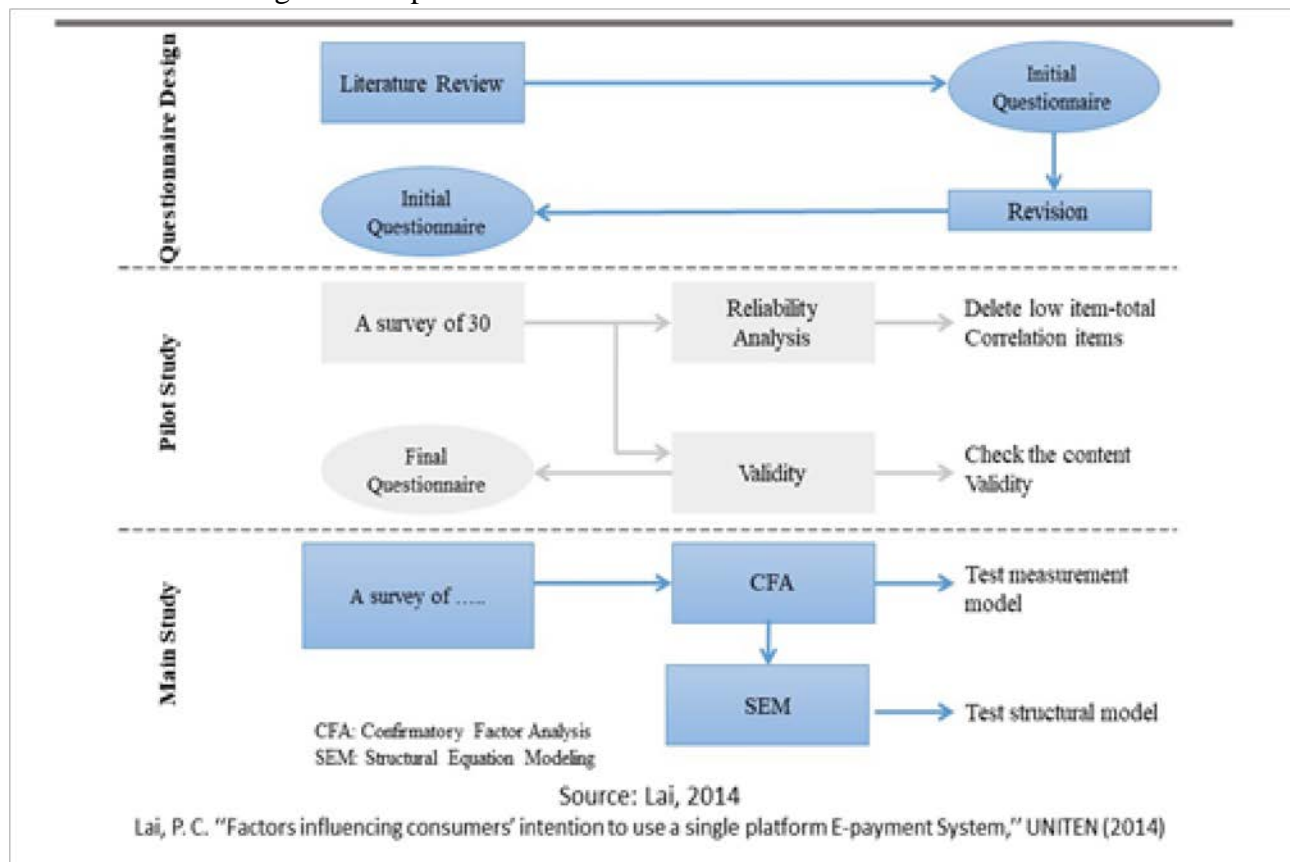 Questionnaire Design
Literature Review
Initial
Questionnaire
Initial
Questionnaire
Revision
Pilot Study
A survey of 30
Reliability
Analysis
Delete low item-total
Correlation items
Final
Questionnaire
Validity
Check the content
Validity
Main Study
A survey of .....
CFA
Test measurement
model
SEM
Test structural model
CFA: Confirmatory Factor Analysis
SEM: Structural Equation Modeling
Source: Lai, 2014
Lai, P. C. "Factors influencing consumers' intention to use a single platform E-payment System," UNITEN (2014)